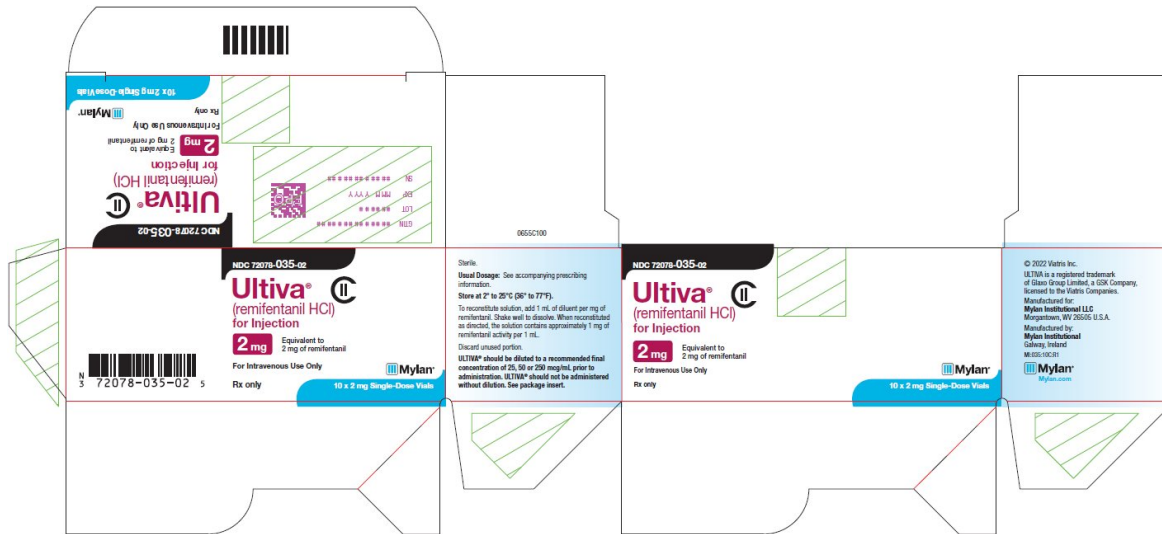 10x 2mg Single-Dose Vials
Mylan®
Rx only
For Intravenous Use Only
2 mg
Equivalent to
2 mg of remifentanil
for Injection
(remifentanil HCl)
Ultiva®
CII
NDC 72078-035-02
SN ############
EXP MMM YYYY
LOT ######
GTIN ##############
0655C100
N
3 72078-035-02 5
NDC 72078-035-02
Ultiva®
CII
(remifentanil HCl)
for Injection
2 mg
Equivalent to
2 mg of remifentanil
For Intravenous Use Only
Rx only
Mylan®
10 x 2 mg Single-Dose Vials
Sterile.
Usual Dosage: See accompanying prescribing
information.
Store at 2° to 25°C (36° to 77°F).
To reconstitute solution, add 1 mL of diluent per mg of
remifentanil. Shake well to dissolve. When reconstituted
as directed, the solution contains approximately 1 mg of
remifentanil activity per 1 mL.
Discard unused portion.
ULTIVA® should be diluted to a recommended final
concentration of 25, 50 or 250 mcg/mL prior to
administration. ULTIVA® should not be administered
without dilution. See package insert.
NDC 72078-035-02
Ultiva®
CII
(remifentanil HCl)
for Injection
2 mg
Equivalent to
2 mg of remifentanil
For Intravenous Use Only
Rx only
Mylan®
10 x 2 mg Single-Dose Vials
© 2022 Viatris Inc.
ULTIVA is a registered trademark
of Glaxo Group Limited, a GSK Company,
licensed to the Viatris Companies.
Manufactured for:
Mylan Institutional LLC
Morgantown, WV 26505 U.S.A.
Manufactured by:
Mylan Institutional
Galway, Ireland
MI:035:10C:R1
Mylan®
Mylan.com